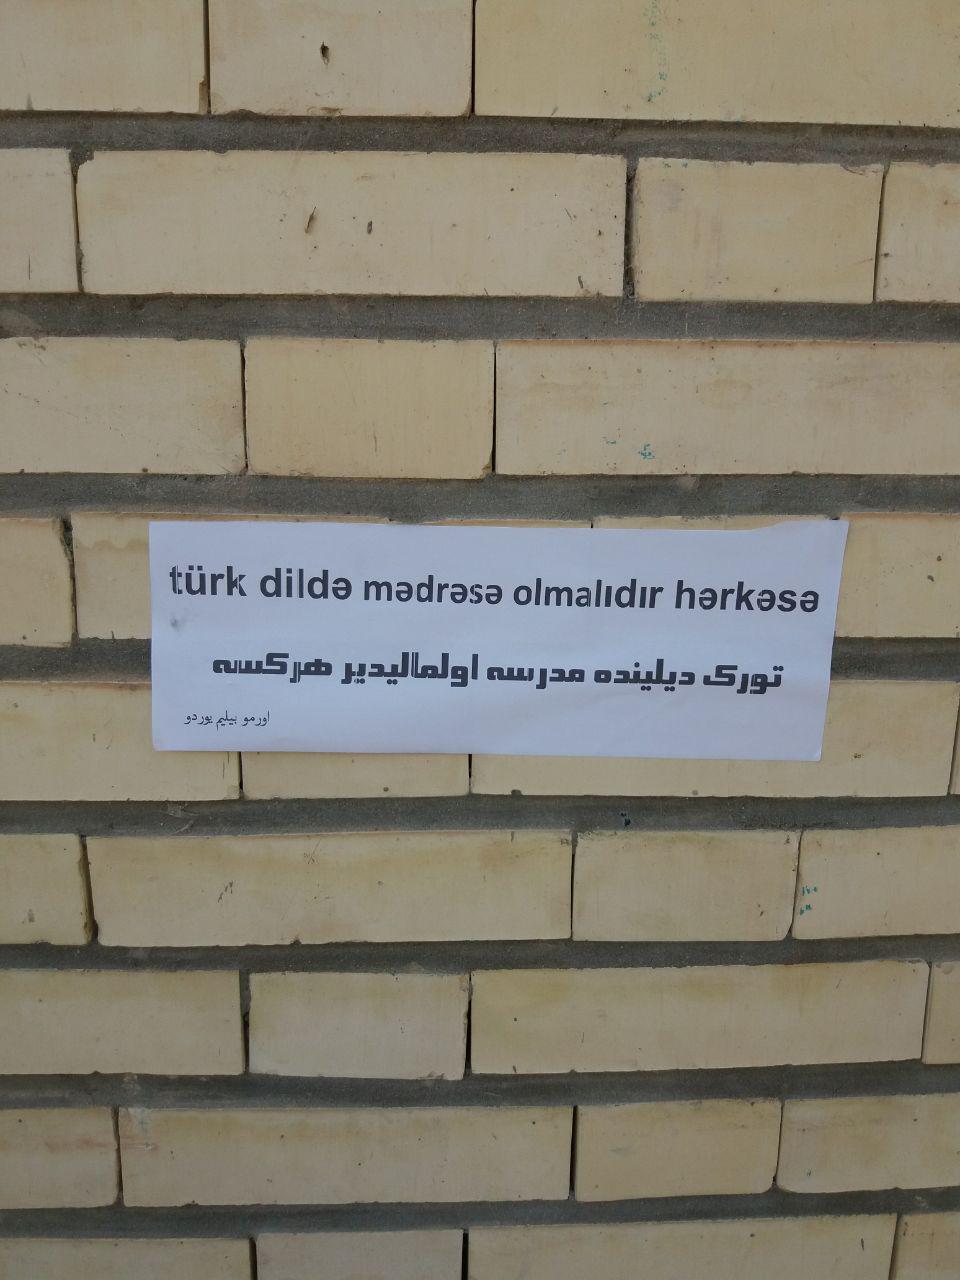 türk dildə mədrəsə olmalıdır hərkəsə
تورک دیلینده مدرسه اولمالیدیر هرکسه
اورمو بیلیم یوردو